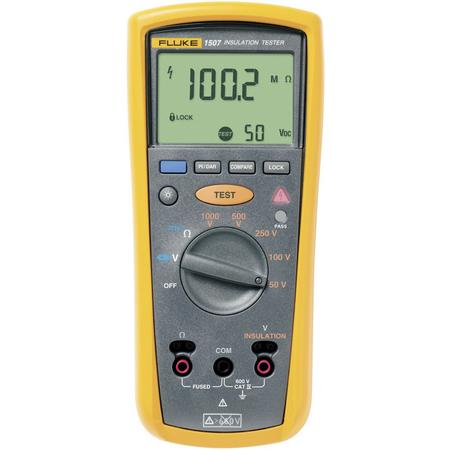 FLUKE 1507 INSULATION TESTER
100.2 M Ω
LOCK
TEST 50 VDC
PI/DAR COMPARE LOCK
TEST
PASS
1000 V 500 V
250 V
Ω
100 V
V
50 V
OFF
Ω COM V
INSULATION
FUSED 600 V
CAT IV